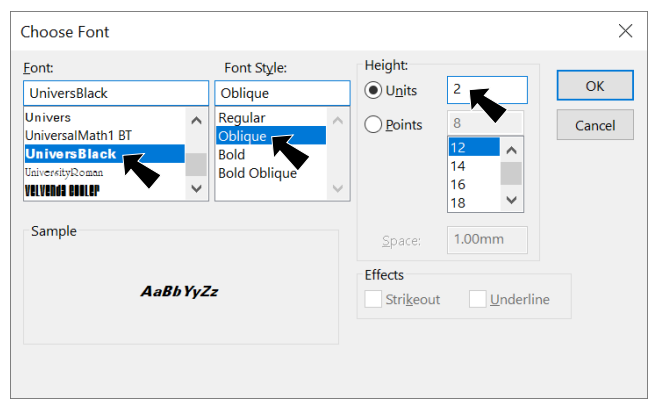 Choose Font
Font:
UniversBlack
Univers
UniversalMath1 BT
UniversBlack
UniversityRoman
Velvenda Cooler
Font Style:
Oblique
Regular
Oblique
Bold
Bold Oblique
Height:
Units
2
Points
8
12
14
16
18
Space:
1.00mm
OK
Cancel
Sample
AaBbYyZz
Effects
Strikeout
Underline